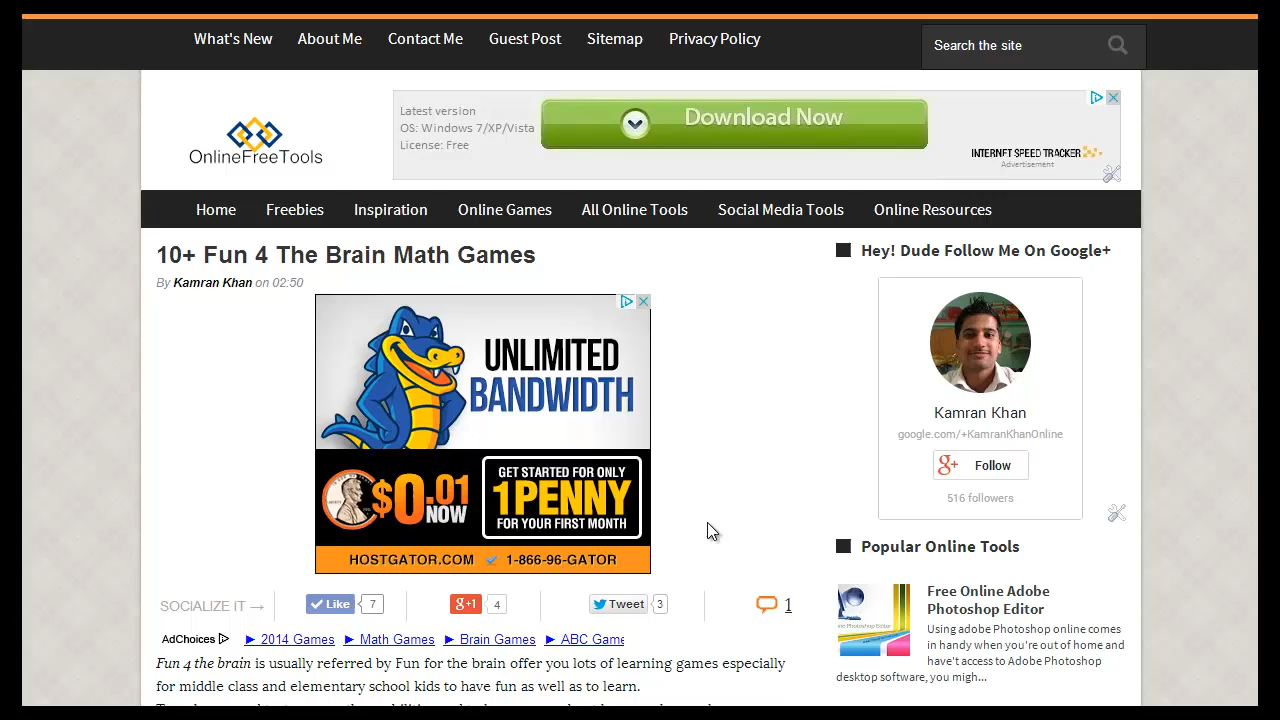 What's New About Me Contact Me Guest Post Sitemap Privacy Policy
Search the site
OnlineFreeTools
Latest version
OS: Windows 7/XP/Vista
License: Free
Download Now
INTERNET SPEED TRACKER
Advertisement
Home Freebies Inspiration Online Games All Online Tools Social Media Tools Online Resources
10+ Fun 4 The Brain Math Games
By Kamran Khan on 02:50
UNLIMITED
BANDWIDTH
$0.01
NOW
GET STARTED FOR ONLY
1PENNY
FOR YOUR FIRST MONTH
HOSTGATOR.COM 1-866-96-GATOR
SOCIALIZE IT →
Like 7
g+1 4
Tweet 3
1
AdChoices
► 2014 Games ► Math Games ► Brain Games ► ABC Game
Fun 4 the brain is usually referred by Fun for the brain offer you lots of learning games especially
for middle class and elementary school kids to have fun as well as to learn.
Hey! Dude Follow Me On Google+
Kamran Khan
google.com/+KamranKhanOnline
g+ Follow
516 followers
Popular Online Tools
Free Online Adobe
Photoshop Editor
Using adobe Photoshop online comes
in handy when you're out of home and
have't access to Adobe Photoshop
desktop software, you migh...